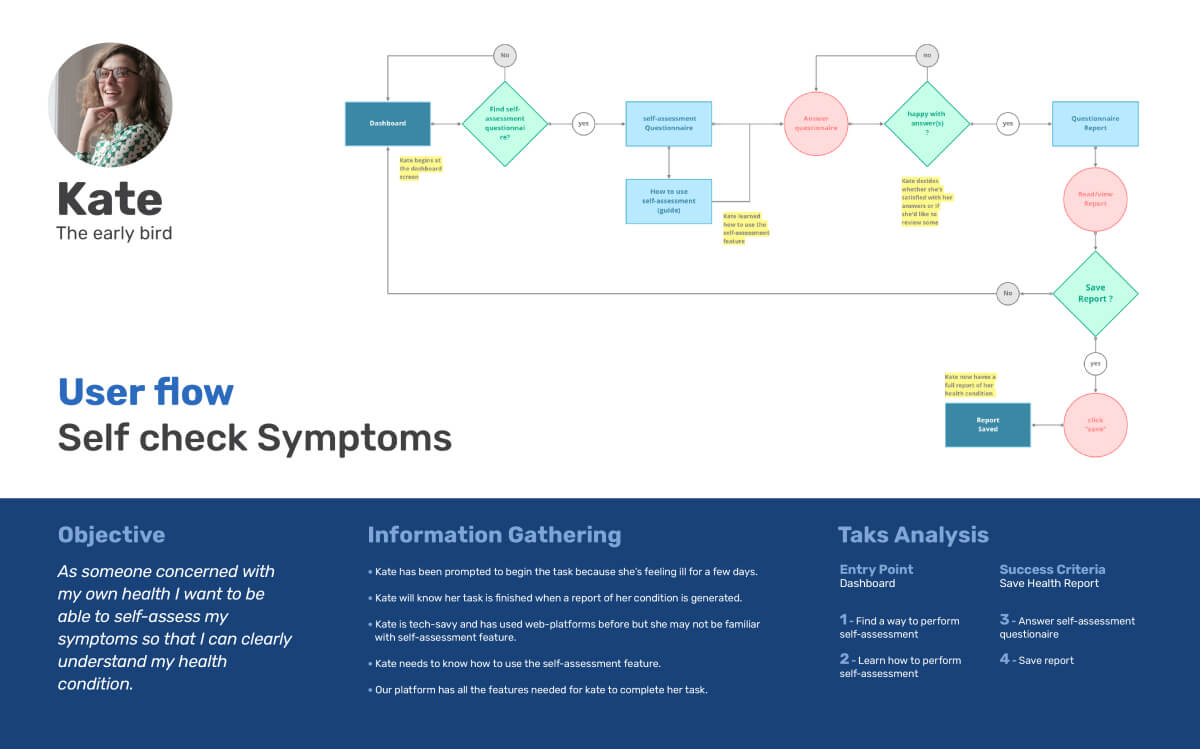 Kate
The early bird
No
no
Dashboard
Find self-
assessment
questionnai
re?
yes
self-assessment
Questionnaire
Answer
questionaire
happy with
answer(s)
?
yes
Questionnaire
Report
Kate begins at
the dashboard
screen
How to use
self-assessment
(guide)
Kate learned
how to use the
self-assessment
feature
Kate decides
whether she's
satisfied with her
answers or if
she'd like to
review some
Read/view
Report
No
Save
Report ?
yes
Kate now haves a
full report of her
health condition
Report
Saved
click
"save"
User flow
Self check Symptoms
Objective
As someone concerned with
my own health I want to be
able to self-assess my
symptoms so that I can clearly
understand my health
condition.
Information Gathering
• Kate has been prompted to begin the task because she's feeling ill for a few days.
• Kate will know her task is finished when a report of her condition is generated.
• Kate is tech-savy and has used web-platforms before but she may not be familiar
with self-assessment feature.
• Kate needs to know how to use the self-assessment feature.
• Our platform has all the features needed for kate to complete her task.
Taks Analysis
Entry Point
Dashboard
Success Criteria
Save Health Report
1 - Find a way to perform
self-assessment
2 - Learn how to perform
self-assessment
3 - Answer self-assessment
questionaire
4 - Save report